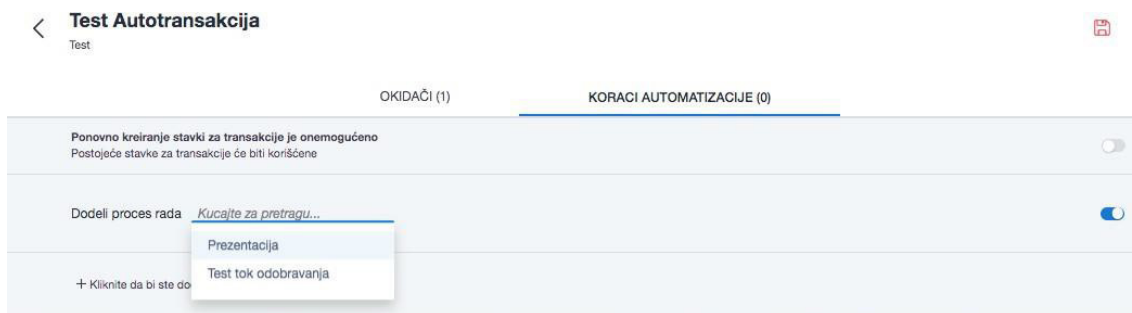 Test Autotransakcija
Test
OKIDAČI (1)
KORACI AUTOMATIZACIJE (0)
Ponovno kreiranje stavki za transakcije je onemogućeno
Postojeće stavke za transakcije će biti korišćene
Dodeli proces rada Kucajte za pretragu...
Prezentacija
Test tok odobravanja
+ Kliknite da bi ste